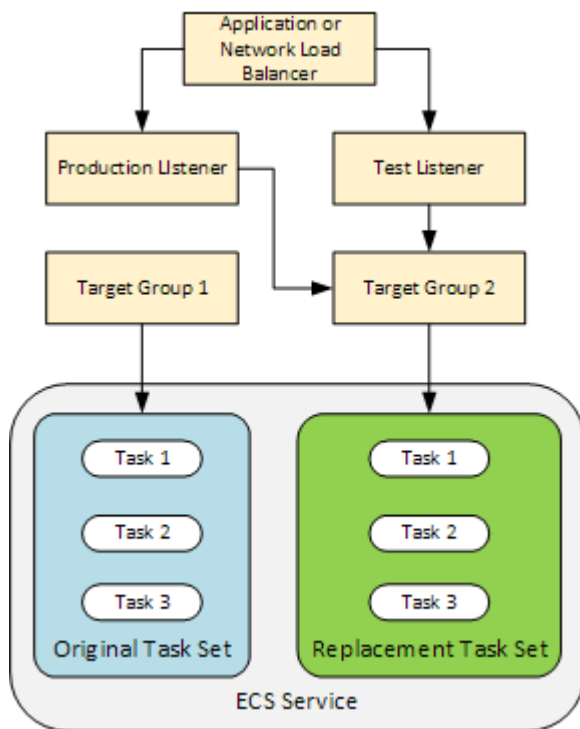 Application or
Network Load
Balancer
Production Listener
Test Listener
Target Group 1
Target Group 2
Task 1
Task 1
Task 2
Task 2
Task 3
Task 3
Original Task Set
Replacement Task Set
ECS Service